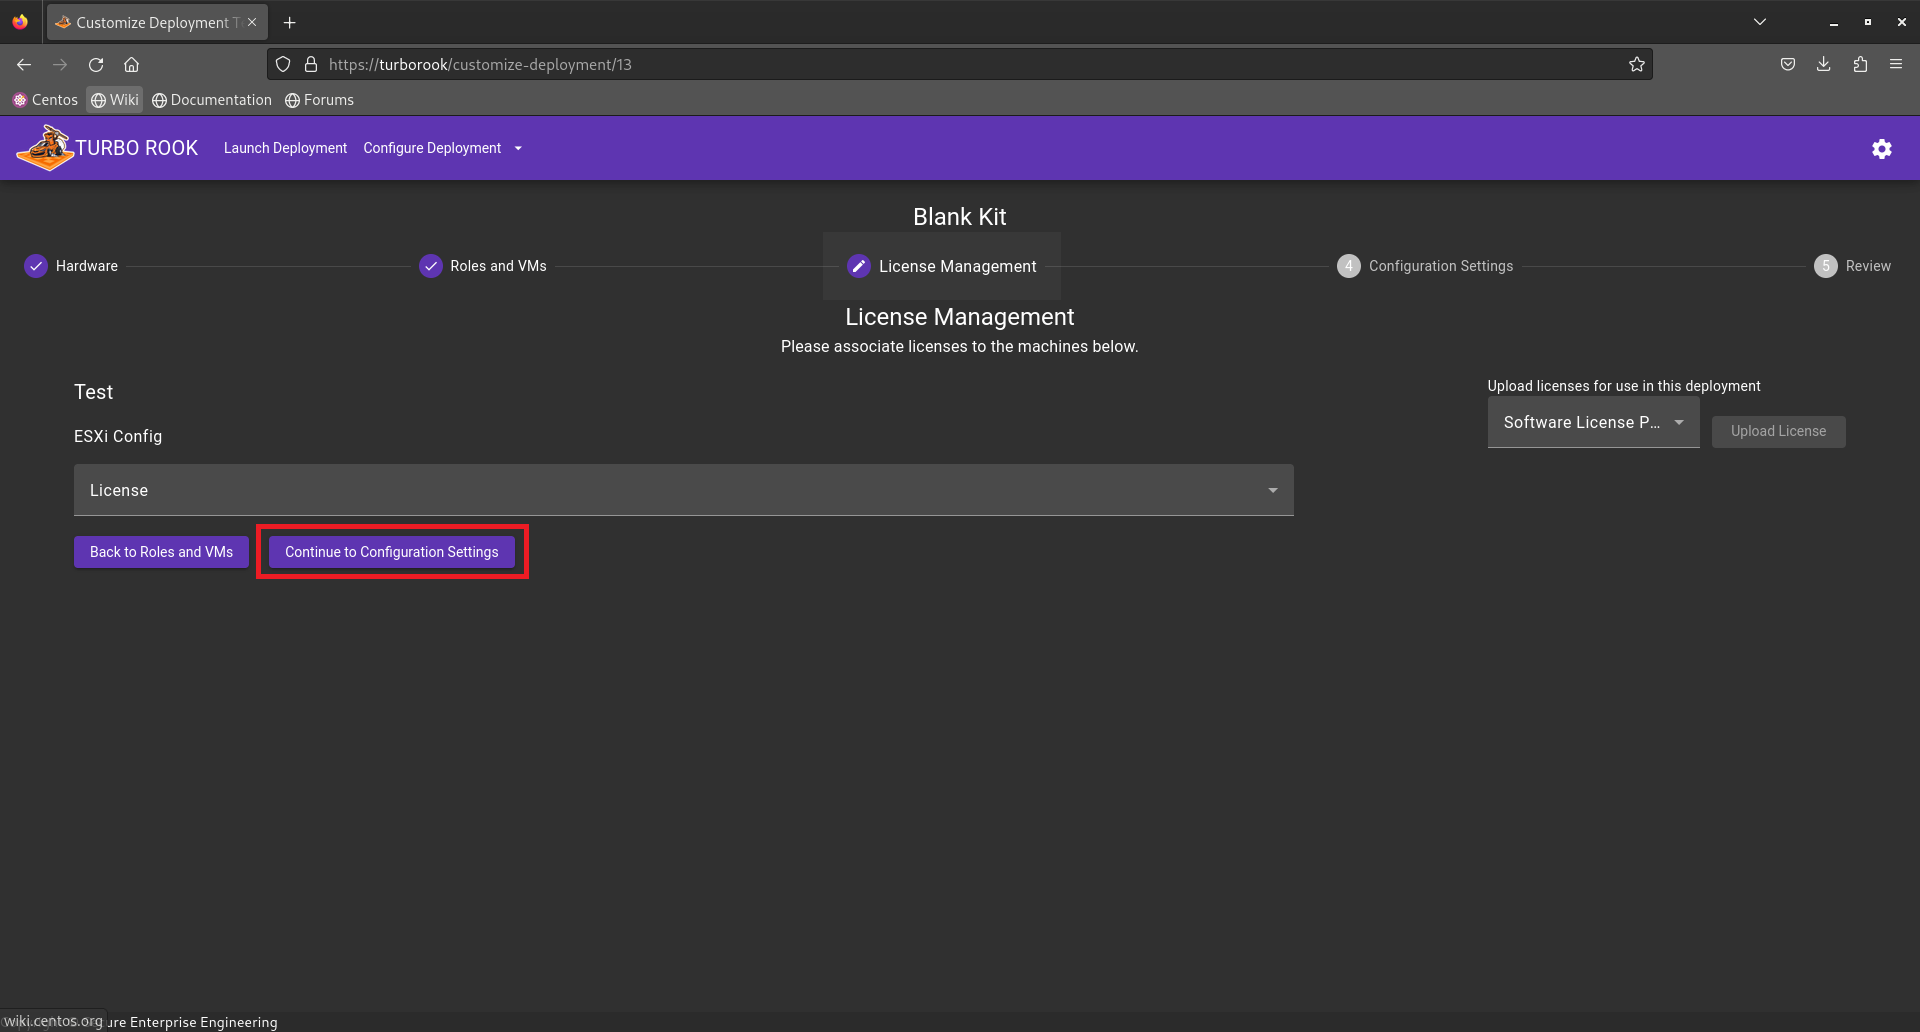 Customize Deployment T
https://turborook/customize-deployment/13
Centos Wiki Documentation Forums
TURBO ROOK Launch Deployment Configure Deployment
Blank Kit
Hardware Roles and VMs License Management 4 Configuration Settings 5 Review
License Management
Please associate licenses to the machines below.
Test
Upload licenses for use in this deployment
Software License P... Upload License
ESXi Config
License
Back to Roles and VMs Continue to Configuration Settings
wiki.centos.org ure Enterprise Engineering